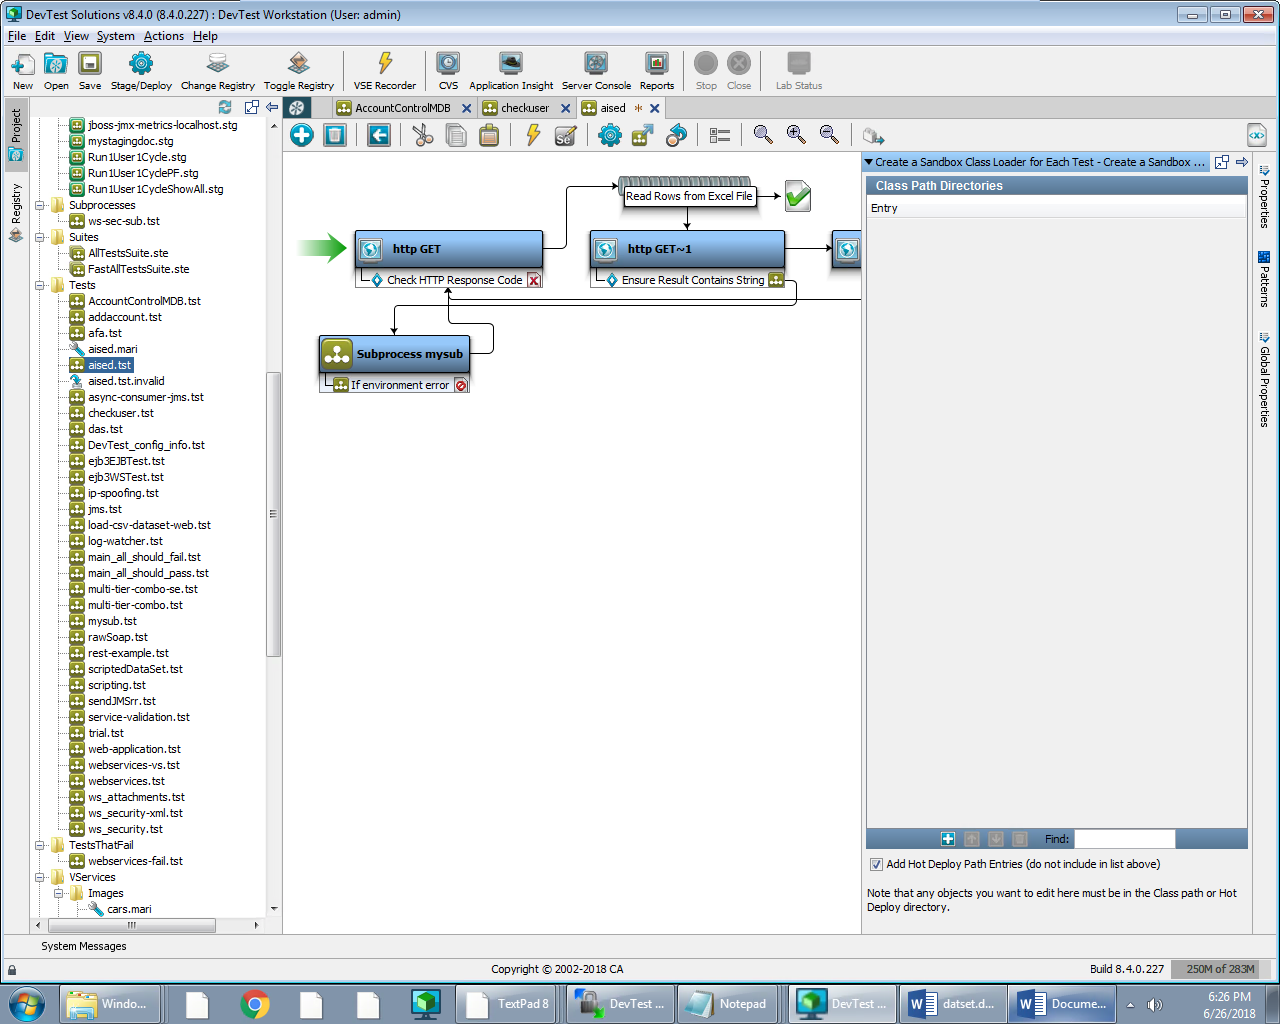 DevTest Solutions v8.4.0 (8.4.0.227) : DevTest Workstation (User: admin)
File Edit View System Actions Help
New Open Save Stage/Deploy Change Registry Toggle Registry VSE Recorder CVS Application Insight Server Console Reports Stop Close Lab Status
AccountControlMDB checkuser aised
Project
Registry
jboss-jmx-metrics-localhost.stg
mystagingdoc.stg
Run1User1Cycle.stg
Run1User1CyclePF.stg
Run1User1CycleShowAll.stg
Subprocesses
ws-sec-sub.tst
Suites
AllTestsSuite.ste
FastAllTestsSuite.ste
Tests
AccountControlMDB.tst
addaccount.tst
afa.tst
aised.mari
aised.tst
aised.tst.invalid
async-consumer-jms.tst
checkuser.tst
das.tst
DevTest_config_info.tst
ejb3EJBTest.tst
ejb3WSTest.tst
ip-spoofing.tst
jms.tst
load-csv-dataset-web.tst
log-watcher.tst
main_all_should_fail.tst
main_all_should_pass.tst
multi-tier-combo-se.tst
multi-tier-combo.tst
mysub.tst
rawSoap.tst
rest-example.tst
scriptedDataSet.tst
scripting.tst
sendJMSrr.tst
service-validation.tst
trial.tst
web-application.tst
webservices-vs.tst
webservices.tst
ws_attachments.tst
ws_security-xml.tst
ws_security.tst
TestsThatFail
webservices-fail.tst
VServices
Images
cars.mari
Read Rows from Excel File
http GET
Check HTTP Response Code
http GET~1
Ensure Result Contains String
Subprocess mysub
If environment error
Create a Sandbox Class Loader for Each Test - Create a Sandbox ...
Class Path Directories
Entry
Find:
Add Hot Deploy Path Entries (do not include in list above)
Note that any objects you want to edit here must be in the Class path or Hot
Deploy directory.
Properties
Patterns
Global Properties
System Messages
Copyright © 2002-2018 CA
Build 8.4.0.227
250M of 283M
Windo...
TextPad 8
DevTest ...
Notepad
DevTest ...
datset.d...
Docume...
6:26 PM
6/26/2018